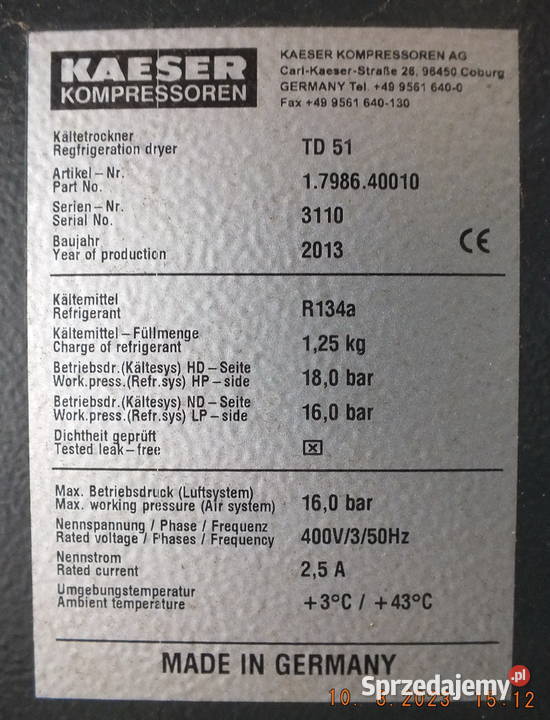 KAESER
KOMPRESSOREN
KAESER KOMPRESSOREN AG
Carl-Kaeser-Straße 26, 96450 Coburg
GERMANY Tel. +49 9561 640-0
Fax +49 9561 640-130
Kältetrockner
Regfrigeration dryer TD 51
Artikel – Nr.
Part No. 1.7986.40010
Serien – Nr.
Serial No. 3110
Baujahr
Year of production 2013
CE
Kältemittel
Refrigerant R134a
Kältemittel – Füllmenge
Charge of refrigerant 1,25 kg
Betriebsdr.(Kältesys) HD – Seite
Work.press.(Refr.sys) HP – side 18,0 bar
Betriebsdr.(Kältesys) ND – Seite
Work.press.(Refr.sys) LP – side 16,0 bar
Dichtheit geprüft
Tested leak – free ☒
Max. Betriebsdruck (Luftsystem)
Max. working pressure (Air system) 16,0 bar
Nennspannung / Phase / Frequenz
Rated voltage / Phases / Frequency 400V/3/50Hz
Nennstrom
Rated current 2,5 A
Umgebungstemperatur
Ambient temperature +3°C / +43°C
MADE IN GERMANY
Sprzedajemy.pl
10. 3. 2023 15:12